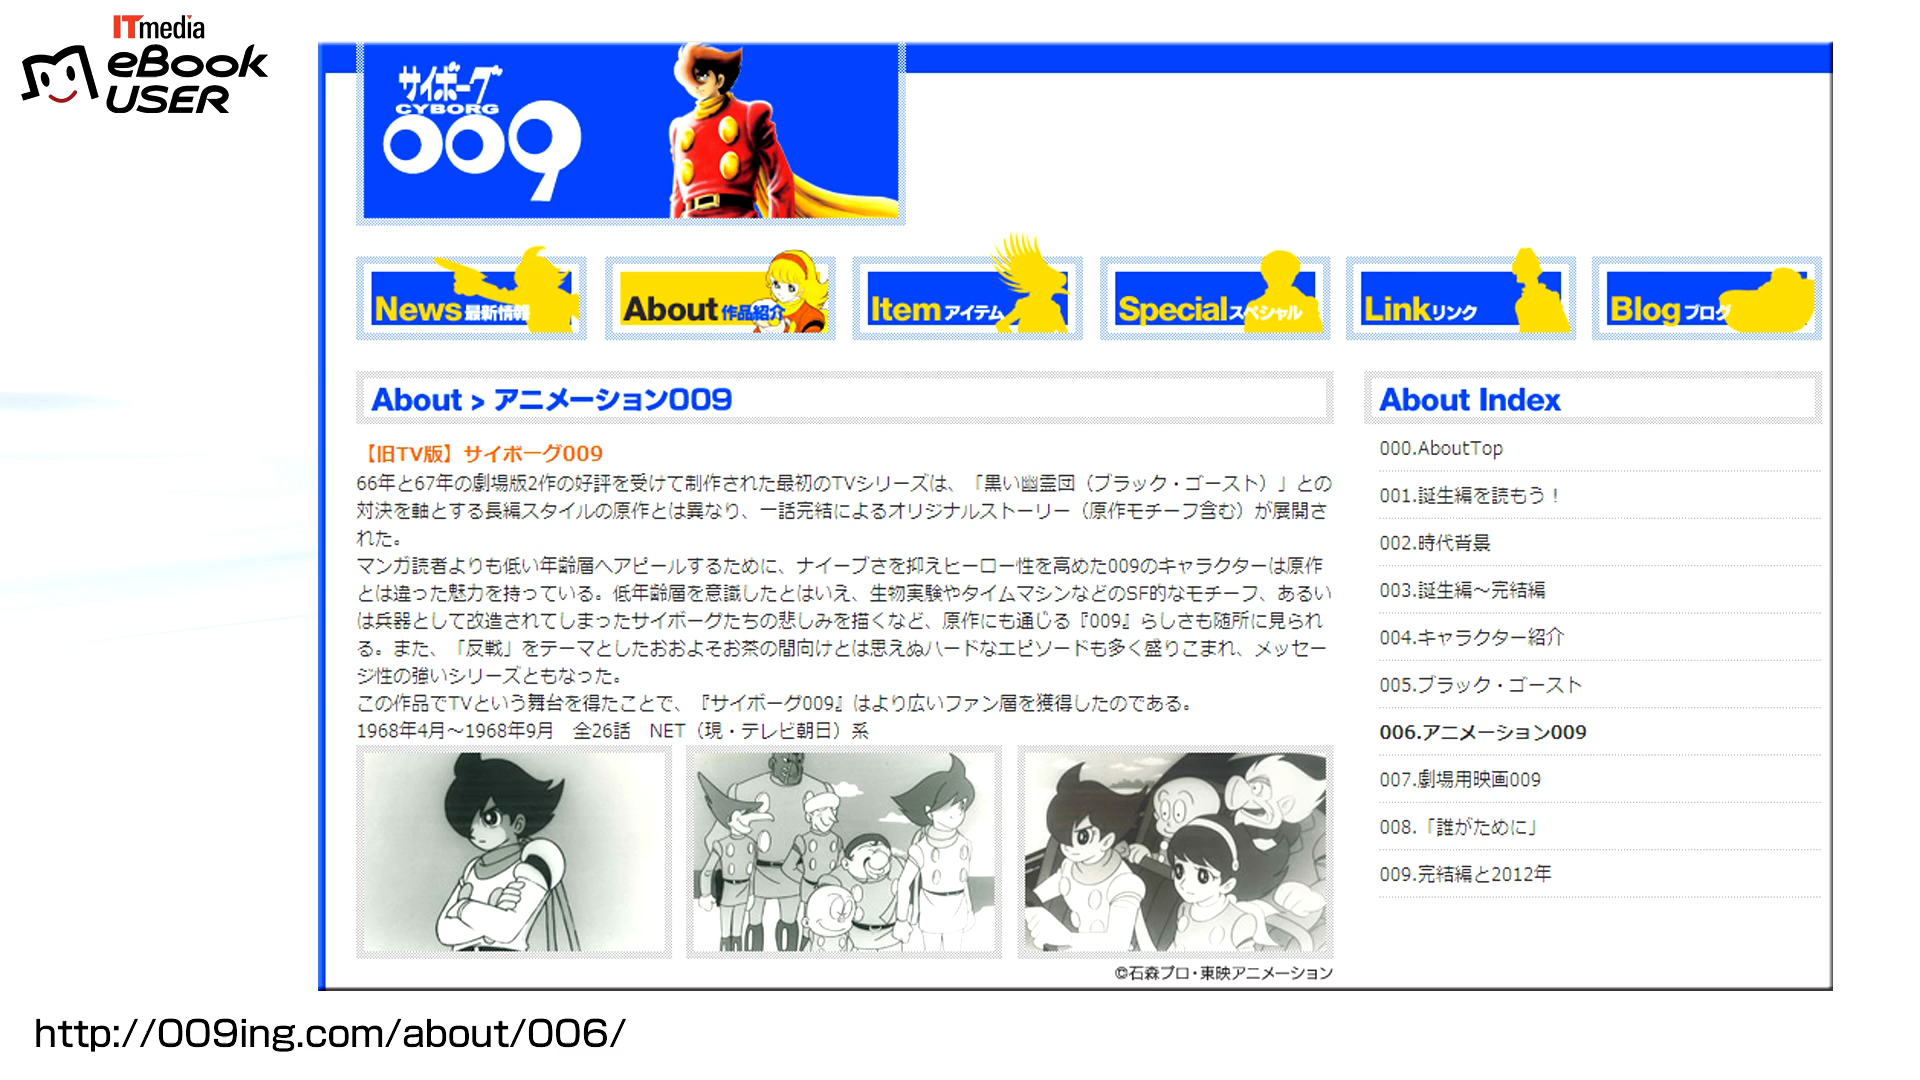 ITmedia
eBook
USER
サイボーグ
CYBORG
009
News最新情報
About作品紹介
Itemアイテム
Specialスペシャル
Linkリンク
Blogブログ
About > アニメーション009
【旧TV版】サイボーグ009
66年と67年の劇場版2作の好評を受けて制作された最初のTVシリーズは、「黒い幽霊団（ブラック・ゴースト）」との
対決を軸とする長編スタイルの原作とは異なり、一話完結によるオリジナルストーリー（原作モチーフ含む）が展開さ
れた。
マンガ読者よりも低い年齢層へアピールするために、ナイーブさを抑えヒーロー性を高めた009のキャラクターは原作
とは違った魅力を持っている。低年齢層を意識したとはいえ、生物実験やタイムマシンなどのSF的なモチーフ、あるい
は兵器として改造されてしまったサイボーグたちの悲しみを描くなど、原作にも通じる『009』らしさも随所に見られ
る。また、「反戦」をテーマとしたおおよそお茶の間向けとは思えぬハードなエピソードも多く盛りこまれ、メッセー
ジ性の強いシリーズともなった。
この作品でTVという舞台を得たことで、『サイボーグ009』はより広いファン層を獲得したのである。
1968年4月～1968年9月　全26話　NET（現・テレビ朝日）系
©石森プロ・東映アニメーション
About Index
000.AboutTop
001.誕生編を読もう！
002.時代背景
003.誕生編～完結編
004.キャラクター紹介
005.ブラック・ゴースト
006.アニメーション009
007.劇場用映画009
008.「誰がために」
009.完結編と2012年
http://009ing.com/about/006/